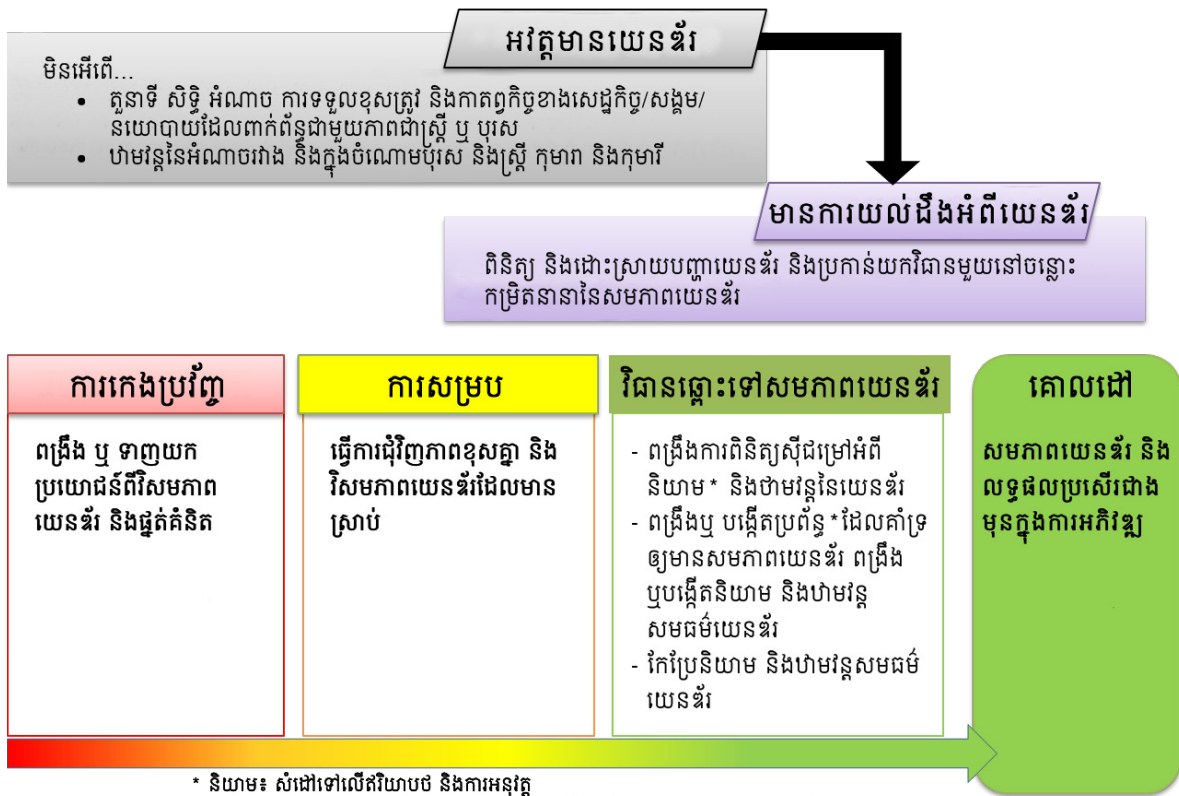 អវត្តមានយេនឌ័រ
មិនអើពើ...
• តួនាទី សិទ្ធិ អំណាច ការទទួលខុសត្រូវ និងកាតព្វកិច្ចខាងសេដ្ឋកិច្ច/សង្គម/
នយោបាយដែលពាក់ព័ន្ធជាមួយភាពជាស្ត្រី ឬ បុរស
• ឋាមវន្តនៃអំណាចរវាង និងក្នុងចំណោមបុរស និងស្ត្រី កុមារា និងកុមារី
មានការយល់ដឹងអំពីយេនឌ័រ
ពិនិត្យ និងដោះស្រាយបញ្ហាយេនឌ័រ និងប្រកាន់យកវិធានមួយនៅចន្លោះ
កម្រិតនានានៃសមភាពយេនឌ័រ
ការកេងប្រវ័ញ្ច
ពង្រឹង ឬ ទាញយក
ប្រយោជន៍ពីវិសមភាព
យេនឌ័រ និងផ្នត់គំនិត
ការសម្រប
ធ្វើការជុំវិញភាពខុសគ្នា និង
វិសមភាពយេនឌ័រដែលមាន
ស្រាប់
វិធានឆ្ពោះទៅសមភាពយេនឌ័រ
- ពង្រឹងការពិនិត្យស៊ីជម្រៅអំពី
និយាម* និងឋាមវន្តនៃយេនឌ័រ
- ពង្រឹងឬ បង្កើតប្រព័ន្ធ*ដែលគាំទ្រ
ឲ្យមានសមភាពយេនឌ័រ ពង្រឹង
ឬបង្កើតនិយាម និងឋាមវន្ត
សមធម៌យេនឌ័រ
- កែប្រែនិយាម និងឋាមវន្តសមធម៌
យេនឌ័រ
គោលដៅ
សមភាពយេនឌ័រ និង
លទ្ធផលប្រសើរជាង
មុនក្នុងការអភិវឌ្ឍ
* និយាម៖ សំដៅទៅលើឥរិយាបថ និងការអនុវត្ត